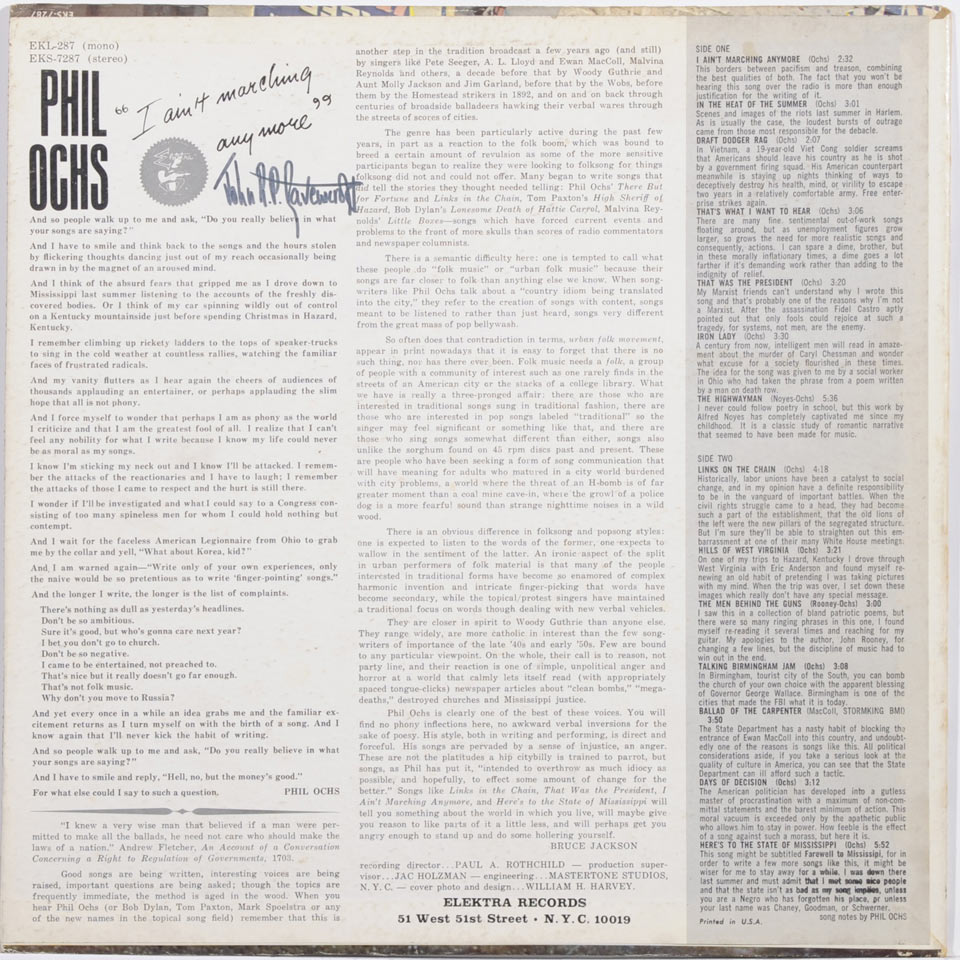 EKL-287 (mono)
EKS-7287 (stereo)
PHIL
OCHS
“ I ain't marching
any more ”
John R.P. Ravenscroft
And so people walk up to me and ask, “Do you really believe in what
your songs are saying?”
And I have to smile and think back to the songs and the hours stolen
by flickering thoughts dancing just out of my reach occasionally being
drawn in by the magnet of an aroused mind.
And I think of the absurd fears that gripped me as I drove down to
Mississippi last summer listening to the accounts of the freshly dis-
covered bodies. Or I think of my car spinning wildly out of control
on a Kentucky mountainside just before spending Christmas in Hazard,
Kentucky.
I remember climbing up rickety ladders to the tops of speaker-trucks
to sing in the cold weather at countless rallies, watching the familiar
faces of frustrated radicals.
And my vanity flutters as I hear again the cheers of audiences of
thousands applauding an entertainer, or perhaps applauding the slim
hope that all is not phony.
And I force myself to wonder that perhaps I am as phony as the world
I criticize and that I am the greatest fool of all. I realize that I can't
feel any nobility for what I write because I know my life could never
be as moral as my songs.
I know I'm sticking my neck out and I know I'll be attacked. I remem-
ber the attacks of the reactionaries and I have to laugh; I remember
the attacks of those I came to respect and the hurt is still there.
I wonder if I'll be investigated and what I could say to a Congress con-
sisting of too many spineless men for whom I could hold nothing but
contempt.
And I wait for the faceless American Legionnaire from Ohio to grab
me by the collar and yell, “What about Korea, kid?”
And, I am warned again—“Write only of your own experiences, only
the naive would be so pretentious as to write ‘finger-pointing’ songs,”
And the longer I write, the longer is the list of complaints.
There's nothing as dull as yesterday's headlines.
Don't be so ambitious.
Sure it's good, but who's gonna care next year?
I bet you don't go to church.
Don't be so negative.
I came to be entertained, not preached to.
That's nice but it really doesn't go far enough.
That's not folk music.
Why don't you move to Russia?
And yet every once in a while an idea grabs me and the familiar ex-
citement returns as I turn myself on with the birth of a song. And I
know again that I'll never kick the habit of writing.
And so people walk up to me and ask, “Do you really believe in what
your songs are saying?”
And I have to smile and reply, “Hell, no, but the money's good.”
For what else could I say to such a question, PHIL OCHS
“I knew a very wise man that believed if a man were per-
mitted to make all the ballads, he need not care who should make the
laws of a nation.” Andrew Fletcher, An Account of a Conversation
Concerning a Right to Regulation of Governments, 1703.
Good songs are being written, interesting voices are being
raised, important questions are being asked; though the topics are
frequently immediate, the method is aged in the wood. When you
hear Phil Ochs (or Bob Dylan, Tom Paxton, Mark Spoelstra or any
of the new names in the topical song field) remember that this is
another step in the tradition broadcast a few years ago (and still)
by singers like Pete Seeger, A. L. Lloyd and Ewan MacColl, Malvina
Reynolds and others, a decade before that by Woody Guthrie and
Aunt Molly Jackson and Jim Garland, before that by the Wobs, before
them by the Homestead strikers in 1892, and on and on back through
centuries of broadside balladeers hawking their verbal wares through
the streets of scores of cities.
The genre has been particularly active during the past few
years, in part as a reaction to the folk boom, which was bound to
breed a certain amount of revulsion as some of the more sensitive
participants began to realize they were looking to folksong for things
folksong did not and could not offer. Many began to write songs that
did tell the stories they thought needed telling: Phil Ochs' There But
for Fortune and Links in the Chain, Tom Paxton's High Sheriff of
Hazard, Bob Dylan's Lonesome Death of Hattie Carrol, Malvina Rey-
nolds' Little Boxes—songs which have forced current events and
problems to the front of more skulls than scores of radio commentators
and newspaper columnists.
There is a semantic difficulty here: one is tempted to call what
these people do “folk music” or “urban folk music” because their
songs are far closer to folk than anything else we know. When song-
writers like Phil Ochs talk about a “country idiom being translated
into the city,” they refer to the creation of songs with content, songs
meant to be listened to rather than just heard, songs very different
from the great mass of pop bellywash.
So often does that contradiction in terms, urban folk movement,
appear in print nowadays that it is easy to forget that there is no
such thing, nor has there ever been. Folk music needs a folk, a group
of people with a community of interest such as one rarely finds in the
streets of an American city or the stacks of a college library. What
we have is really a three-pronged affair: there are those who are
interested in traditional songs sung in traditional fashion, there are
those who are interested in pop songs labeled “traditional” so the
singer may feel significant or something like that, and there are
those who sing songs somewhat different than either, songs also
unlike the sorghum found on 45 rpm discs past and present. These
are people who have been seeking a form of song communication that
will have meaning for adults who matured in a city world burdened
with city problems, a world where the threat of an H-bomb is of far
greater moment than a coal mine cave-in, where the growl of a police
dog is a more fearful sound than strange nighttime noises in a wild
wood.
There is an obvious difference in folksong and popsong styles:
one is expected to listen to the words of the former, one expects to
wallow in the sentiment of the latter. An ironic aspect of the split
in urban performers of folk material is that many of the people
interested in traditional forms have become so enamored of complex
harmonic invention and intricate finger-picking that words have
become secondary, while the topical/protest singers have maintained
a traditional focus on words though dealing with new verbal vehicles.
They are closer in spirit to Woody Guthrie than anyone else.
They range widely, are more catholic in interest than the few song-
writers of importance of the late '40s and early '50s. Few are bound
to any particular viewpoint. On the whole, their call is to reason, not
party line, and their reaction is one of simple, unpolitical anger and
horror at a world that calmly lets itself read (with appropriately
spaced tongue-clicks) newspaper articles about “clean bombs,” “mega-
deaths,” destroyed churches and Mississippi justice.
Phil Ochs is clearly one of the best of these voices. You will
find no phony inflections here, no awkward verbal inversions for the
sake of poesy. His style, both in writing and performing, is direct and
forceful. His songs are pervaded by a sense of injustice, an anger.
These are not the platitudes a hip citybilly is trained to parrot, but
songs, as Phil has put it, “intended to overthrow as much idiocy as
possible; and hopefully, to effect some amount of change for the
better.” Songs like Links in the Chain, That Was the President, I
Ain't Marching Anymore, and Here's to the State of Mississippi will
tell you something about the world in which you live, will maybe give
you reason to like parts of it a little less, and will perhaps get you
angry enough to stand up and do some hollering yourself.
BRUCE JACKSON
recording director...PAUL A. ROTHCHILD — production super-
visor...JAC HOLZMAN — engineering...MASTERTONE STUDIOS,
N.Y.C. — cover photo and design...WILLIAM H. HARVEY.
ELEKTRA RECORDS
51 West 51st Street • N.Y.C. 10019
SIDE ONE
I AIN'T MARCHING ANYMORE (Ochs) 2:32
This borders between pacifism and treason, combining
the best qualities of both. The fact that you won't be
hearing this song over the radio is more than enough
justification for the writing of it.
IN THE HEAT OF THE SUMMER (Ochs) 3:01
Scenes and images of the riots last summer in Harlem.
As is usually the case, the loudest bursts of outrage
came from those most responsible for the debacle.
DRAFT DODGER RAG (Ochs) 2:07
In Vietnam, a 19-year-old Viet Cong soldier screams
that Americans should leave his country as he is shot
by a government firing squad. His American counterpart
meanwhile is staying up nights thinking of ways to
deceptively destroy his health, mind, or virility to escape
two years in a relatively comfortable army. Free enter-
prise strikes again.
THAT'S WHAT I WANT TO HEAR (Ochs) 3:06
There are many fine, sentimental out-of-work songs
floating around, but as unemployment figures grow
larger, so grows the need for more realistic songs and
consequently, actions. I can spare a dime, brother, but
in these morally inflationary times, a dime goes a lot
farther if it's demanding work rather than adding to the
indignity of relief.
THAT WAS THE PRESIDENT (Ochs) 3:20
My Marxist friends can't understand why I wrote this
song and that's probably one of the reasons why I'm not
a Marxist. After the assassination Fidel Castro aptly
pointed out that only fools could rejoice at such a
tragedy, for systems, not men, are the enemy.
IRON LADY (Ochs) 3:30
A century from now, intelligent men will read in amaze-
ment about the murder of Caryl Chessman and wonder
what excuse for a society flourished in these times.
The idea for the song was given to me by a social worker
in Ohio who had taken the phrase from a poem written
by a man on death row.
THE HIGHWAYMAN (Noyes-Ochs) 5:36
I never could follow poetry in school, but this work by
Alfred Noyes has completely captivated me since my
childhood. It is a classic study of romantic narrative
that seemed to have been made for music.
SIDE TWO
LINKS ON THE CHAIN (Ochs) 4:18
Historically, labor unions have been a catalyst to social
change, and in my opinion have a definite responsibility
to be in the vanguard of important battles. When the
civil rights struggle came to a head, they had become
such a part of the establishment, that the old lions of
the left were the new pillars of the segregated structure.
But I'm sure they'll be able to straighten out this em-
barrassment at one of their many White House meetings.
HILLS OF WEST VIRGINIA (Ochs) 3:21
On one of my trips to Hazard, Kentucky I drove through
West Virginia with Eric Anderson and found myself re-
newing an old habit of pretending I was taking pictures
with my mind. When the trip was over, I set down these
images which really don't have any special message.
THE MEN BEHIND THE GUNS (Rooney-Ochs) 3:00
I saw this in a collection of bland patriotic poems, but
there were so many ringing phrases in this one, I found
myself re-reading it several times and reaching for my
guitar. My apologies to the author, John Rooney, for
changing a few lines, but the discipline of music had to
win out in the end.
TALKING BIRMINGHAM JAM (Ochs) 3:08
In Birmingham, tourist city of the South, you can bomb
the church of your own choice with the apparent blessing
of Governor George Wallace. Birmingham is one of the
cities that made the FBI what it is today.
BALLAD OF THE CARPENTER (MacColl, STORMKING BMI)
3:50
The State Department has a nasty habit of blocking the
entrance of Ewan MacColl into this country, and undoubt-
edly one of the reasons is songs like this. All political
considerations aside, if you take a serious look at the
quality of culture in America, you can see that the State
Department can ill afford such a tactic.
DAYS OF DECISION (Ochs) 3:12
The American politician has developed into a gutless
master of procrastination with a maximum of non-com-
mittal statements and the barest minimum of action. This
moral vacuum is exceeded only by the apathetic public
who allows him to stay in power. How feeble is the effect
of a song against such a morass, but here it is.
HERE'S TO THE STATE OF MISSISSIPPI (Ochs) 5:52
This song might be subtitled Farewell to Mississippi, for in
order to write a few more songs like this, it might be
wiser for me to stay away for a while. I was down there
last summer and must admit that I met some nice people
and that the state isn't as bad as my song implies, unless
you are a Negro who has forgotten his place, or unless
your last name was Chaney, Goodman, or Schwerner.
song notes by PHIL OCHS
Printed in U.S.A.